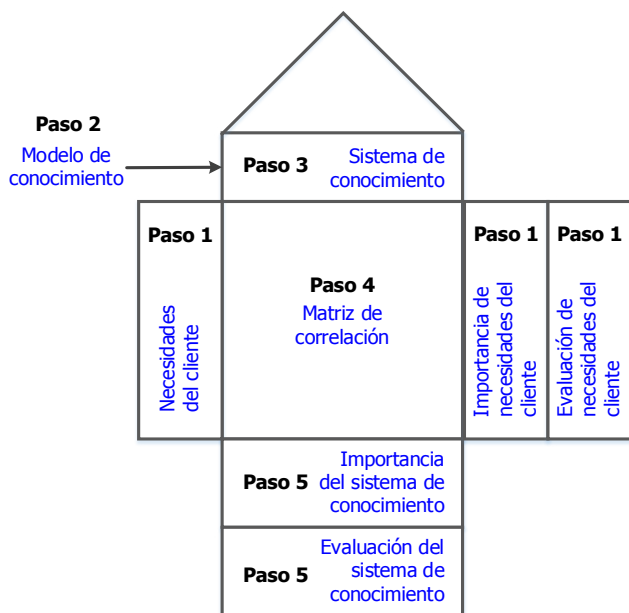 Paso 2
Modelo de
conocimiento
Paso 3
Sistema de
conocimiento
Paso 1
Necesidades
del cliente
Paso 4
Matriz de
correlación
Paso 1
Importancia de
necesidades del
cliente
Paso 1
Evaluación de
necesidades del
cliente
Paso 5
Importancia
del sistema de
conocimiento
Paso 5
Evaluación del
sistema de
conocimiento